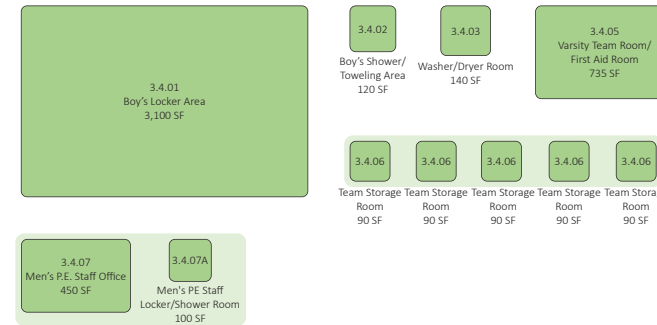 3.4.01
Boy's Locker Area
3,100 SF
3.4.02
Boy's Shower/
Toweling Area
120 SF
3.4.03
Washer/Dryer Room
140 SF
3.4.05
Varsity Team Room/
First Aid Room
735 SF
3.4.06
Team Storage
Room
90 SF
3.4.06
Team Storage
Room
90 SF
3.4.06
Team Storage
Room
90 SF
3.4.06
Team Storage
Room
90 SF
3.4.06
Team Stora
Room
90 SF
3.4.07
Men's P.E. Staff Office
450 SF
3.4.07A
Men's PE Staff
Locker/Shower Room
100 SF